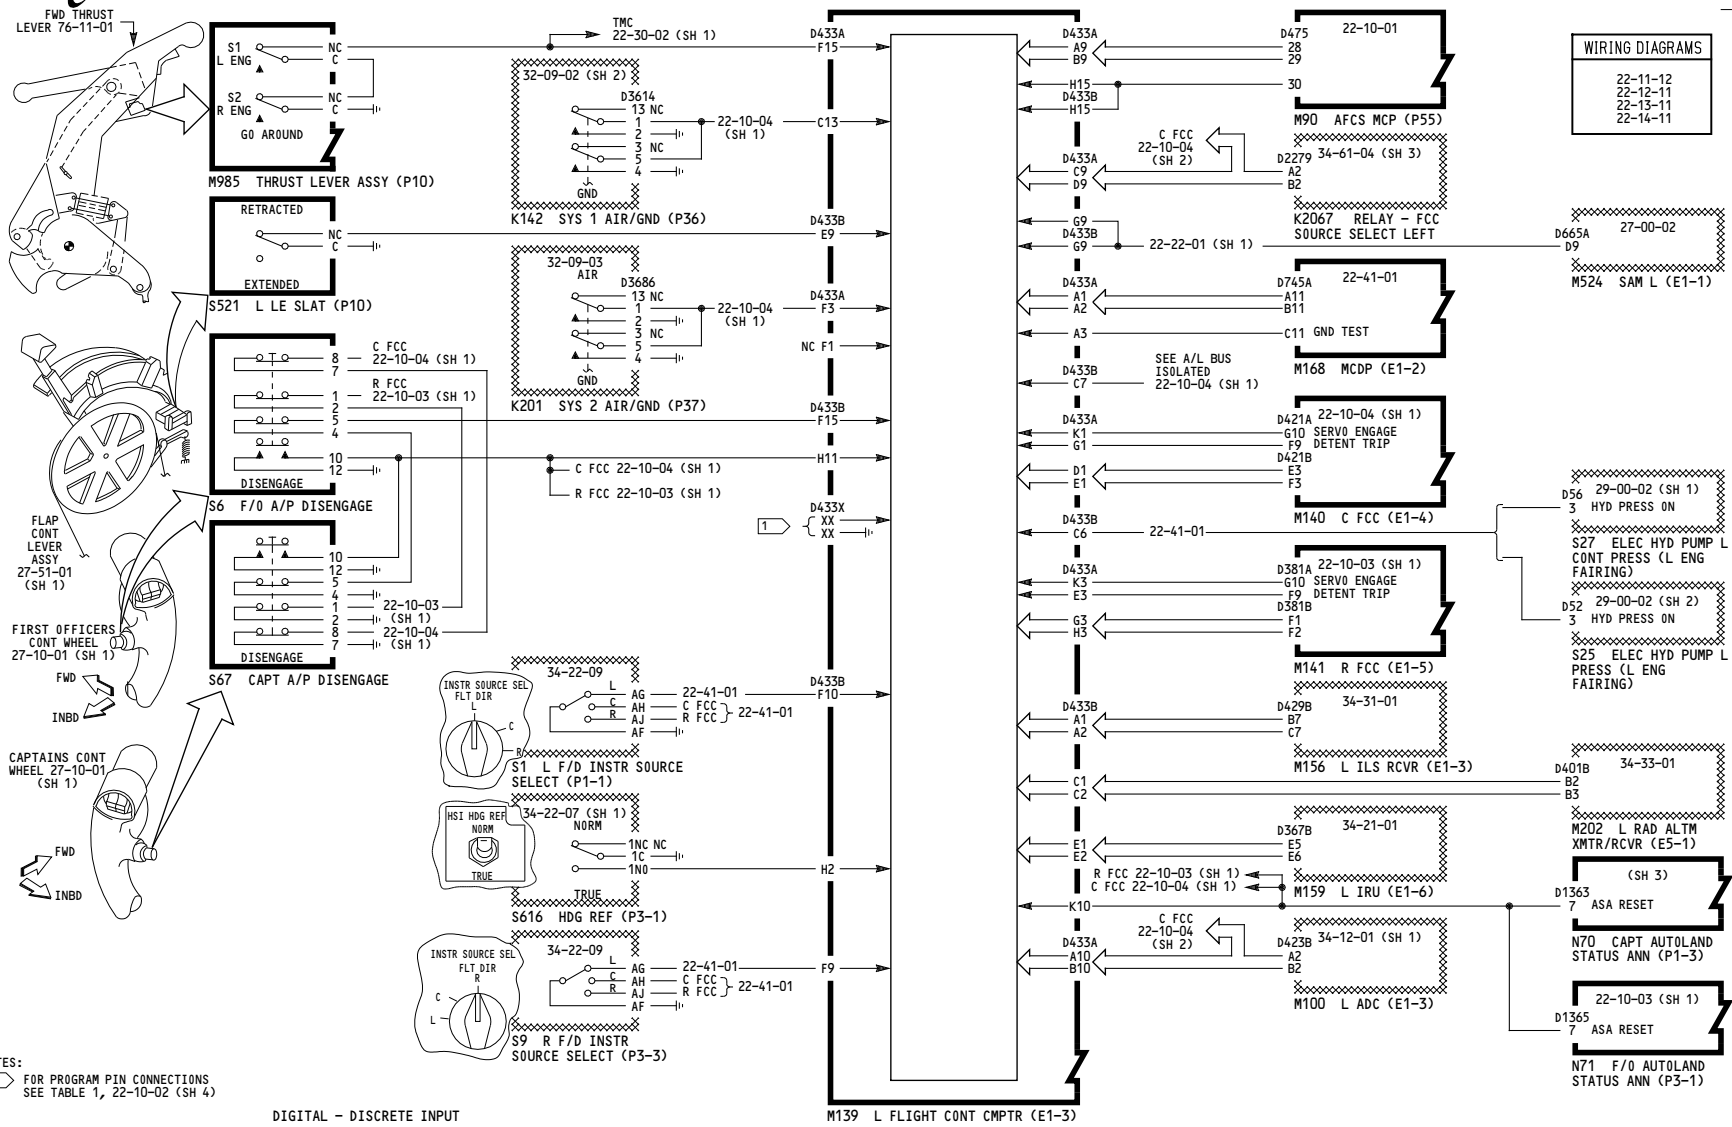 FWD THRUST
LEVER 76-11-01
S1
L ENG
NC
C
S2
R ENG
NC
C
GO AROUND
M985 THRUST LEVER ASSY (P10)
RETRACTED
NC
C
EXTENDED
S521 L LE SLAT (P10)
8
7
C FCC
22-10-04 (SH 1)
1
2
R FCC
22-10-03 (SH 1)
5
4
10
12
DISENGAGE
S6 F/O A/P DISENGAGE
FLAP
CONT
LEVER
ASSY
27-51-01
(SH 1)
10
12
5
4
1
2
8
7
22-10-03
(SH 1)
22-10-04
(SH 1)
DISENGAGE
S67 CAPT A/P DISENGAGE
FIRST OFFICERS
CONT WHEEL
27-10-01 (SH 1)
FWD
INBD
CAPTAINS CONT
WHEEL 27-10-01
(SH 1)
FWD
INBD
TMC
22-30-02 (SH 1)
32-09-02 (SH 2)
D3614
13 NC
1
2
3 NC
5
4
GND
22-10-04
(SH 1)
K142 SYS 1 AIR/GND (P36)
32-09-03
AIR
D3686
13 NC
1
2
3 NC
5
4
GND
22-10-04
(SH 1)
K201 SYS 2 AIR/GND (P37)
C FCC 22-10-04 (SH 1)
R FCC 22-10-03 (SH 1)
1
INSTR SOURCE SEL
FLT DIR
L
C
R
34-22-09
L
C
R
AG
AH
AJ
AF
22-41-01
C FCC
R FCC
22-41-01
S1 L F/D INSTR SOURCE
SELECT (P1-1)
HSI HDG REF
NORM
TRUE
34-22-07 (SH 1)
NORM
1NC NC
1C
1NO
TRUE
S616 HDG REF (P3-1)
INSTR SOURCE SEL
FLT DIR
R
C
L
34-22-09
L
C
R
AG
AH
AJ
AF
22-41-01
C FCC
R FCC
22-41-01
S9 R F/D INSTR
SOURCE SELECT (P3-3)
D433A
F15
C13
D433B
E9
D433A
F3
NC F1
D433B
F15
H11
D433X
XX
XX
D433B
F10
H2
F9
M139 L FLIGHT CONT CMPTR (E1-3)
D433A
A9
B9
H15
D433B
H15
D433A
C9
D9
G9
D433B
G9
D433A
A1
A2
A3
D433B
C7
D433A
K1
G1
D1
E1
D433B
C6
D433A
K3
E3
G3
H3
D433B
A1
A2
C1
C2
E1
E2
K10
D433A
A10
B10
D475
28
29
30
22-10-01
M90 AFCS MCP (P55)
C FCC
22-10-04
(SH 2)
D2279
A2
B2
34-61-04 (SH 3)
K2067 RELAY - FCC
SOURCE SELECT LEFT
22-22-01 (SH 1)
D745A
A11
B11
C11 GND TEST
22-41-01
M168 MCDP (E1-2)
SEE A/L BUS
ISOLATED
22-10-04 (SH 1)
D421A
22-10-04 (SH 1)
G10 SERVO ENGAGE
F9 DETENT TRIP
D421B
E3
F3
M140 C FCC (E1-4)
22-41-01
D381A
22-10-03 (SH 1)
G10 SERVO ENGAGE
F9 DETENT TRIP
D381B
F1
F2
M141 R FCC (E1-5)
D429B
B7
C7
34-31-01
M156 L ILS RCVR (E1-3)
D367B
E5
E6
34-21-01
M159 L IRU (E1-6)
R FCC 22-10-03 (SH 1)
C FCC 22-10-04 (SH 1)
C FCC
22-10-04
(SH 2)
D423B
A2
B2
34-12-01 (SH 1)
M100 L ADC (E1-3)
WIRING DIAGRAMS
22-11-12
22-12-11
22-13-11
22-14-11
D665A
D9
27-00-02
M524 SAM L (E1-1)
D56
3
29-00-02 (SH 1)
HYD PRESS ON
S27 ELEC HYD PUMP L
CONT PRESS (L ENG
FAIRING)
D52
3
29-00-02 (SH 2)
HYD PRESS ON
S25 ELEC HYD PUMP L
PRESS (L ENG
FAIRING)
D401B
B2
B3
34-33-01
M202 L RAD ALTM
XMTR/RCVR (E5-1)
(SH 3)
D1363
7 ASA RESET
N70 CAPT AUTOLAND
STATUS ANN (P1-3)
22-10-03 (SH 1)
D1365
7 ASA RESET
N71 F/O AUTOLAND
STATUS ANN (P3-1)
TES:
FOR PROGRAM PIN CONNECTIONS
SEE TABLE 1, 22-10-02 (SH 4)
DIGITAL - DISCRETE INPUT